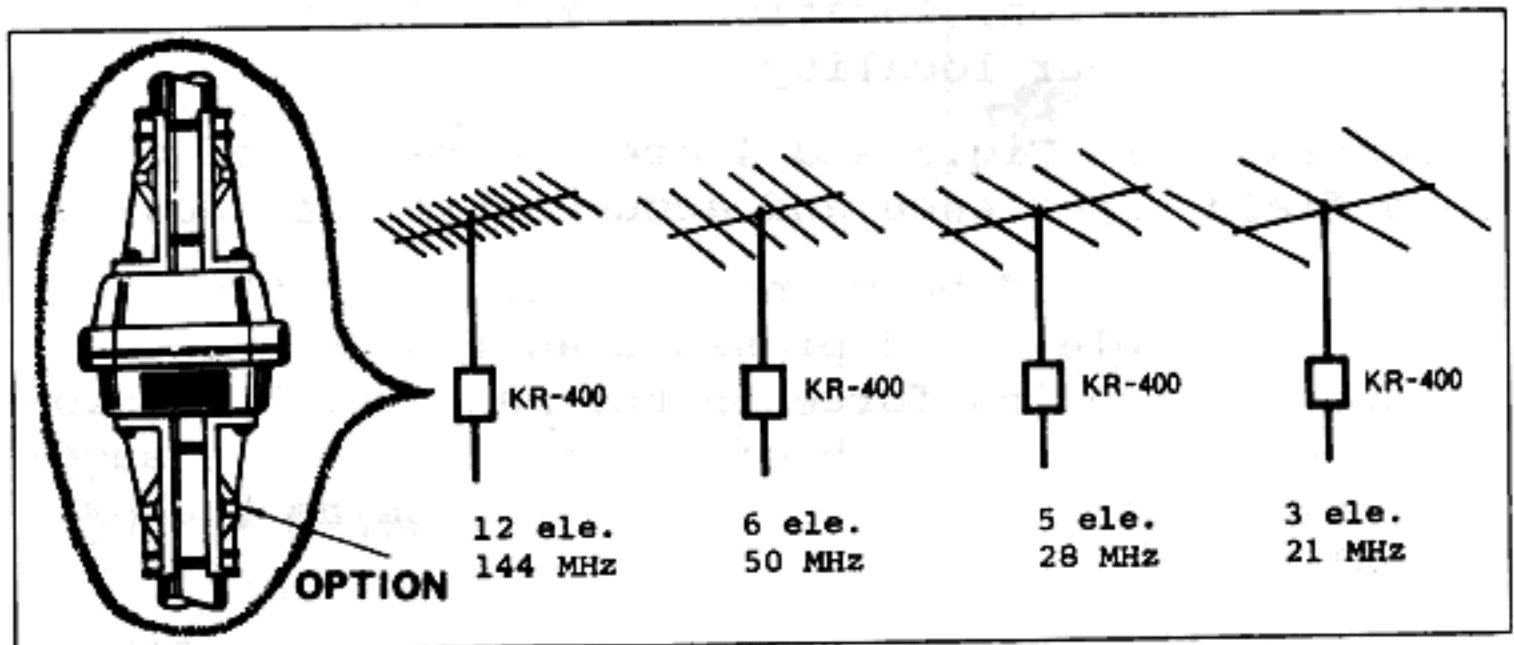 KR-400
KR-400
KR-400
KR-400
12 ele.
144 MHz
6 ele.
50 MHz
5 ele.
28 MHz
3 ele.
21 MHz
OPTION